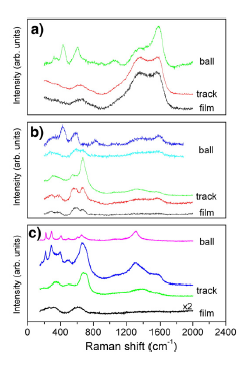 a)
ball
track
film
Intensity (arb. units)
b)
ball
track
film
Intensity (arb. units)
c)
ball
track
x2
film
Intensity (arb. units)
0 400 800 1200 1600 2000 2400
Raman shift (cm-1)